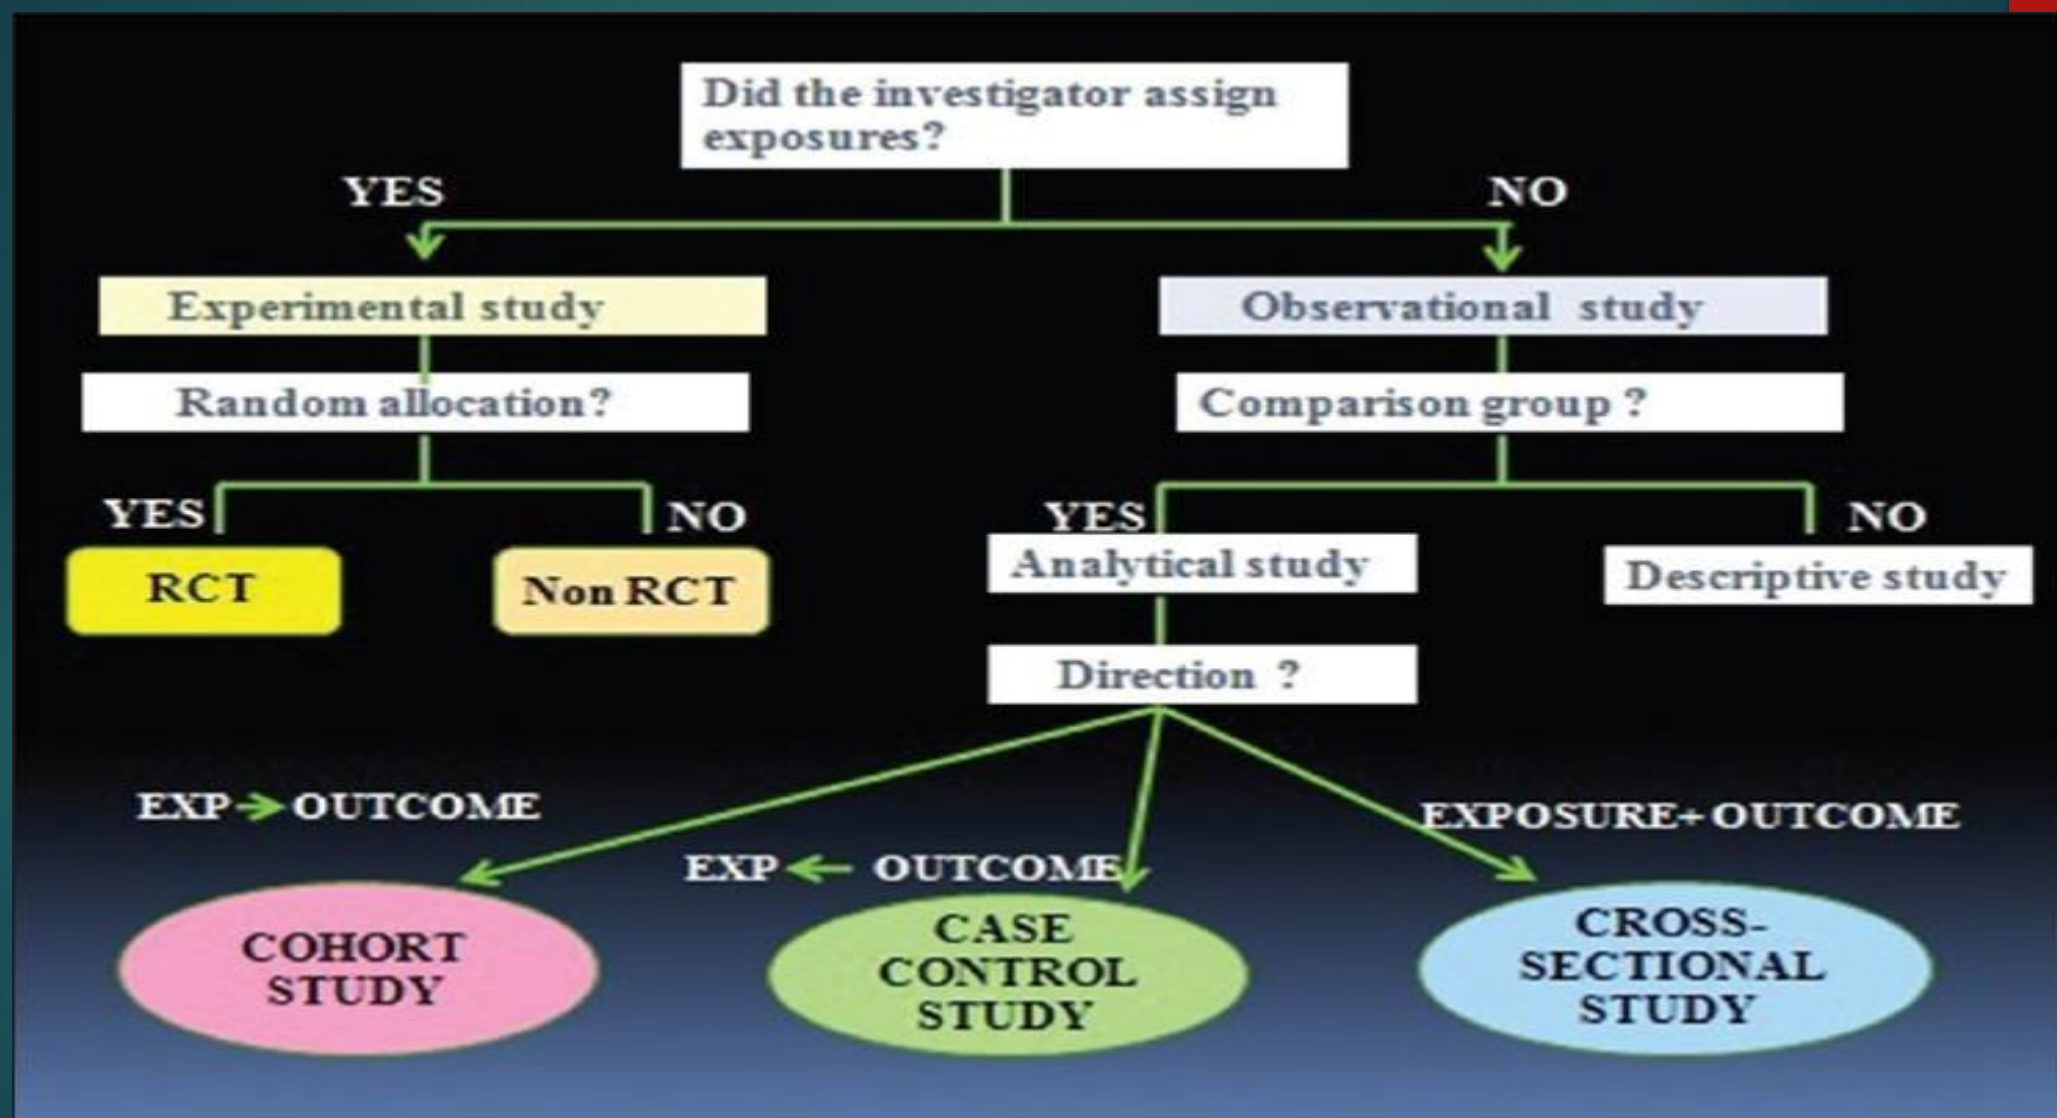 Did the investigator assign
exposures?
YES
NO
Experimental study
Observational study
Random allocation?
Comparison group ?
YES
NO
YES
NO
RCT
Non RCT
Analytical study
Descriptive study
Direction ?
EXP → OUTCOME
EXPOSURE+ OUTCOME
EXP ← OUTCOME
COHORT
STUDY
CASE
CONTROL
STUDY
CROSS-
SECTIONAL
STUDY